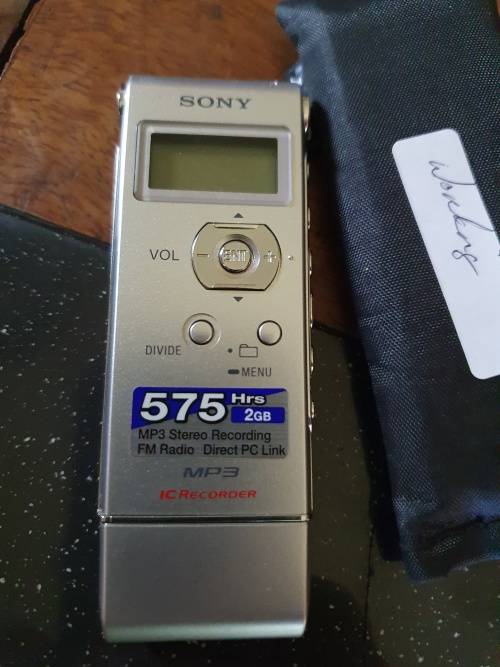 SONY
VOL − ENT +
DIVIDE
MENU
575 Hrs
2GB
MP3 Stereo Recording
FM Radio Direct PC Link
MP3
IC RECORDER
Working